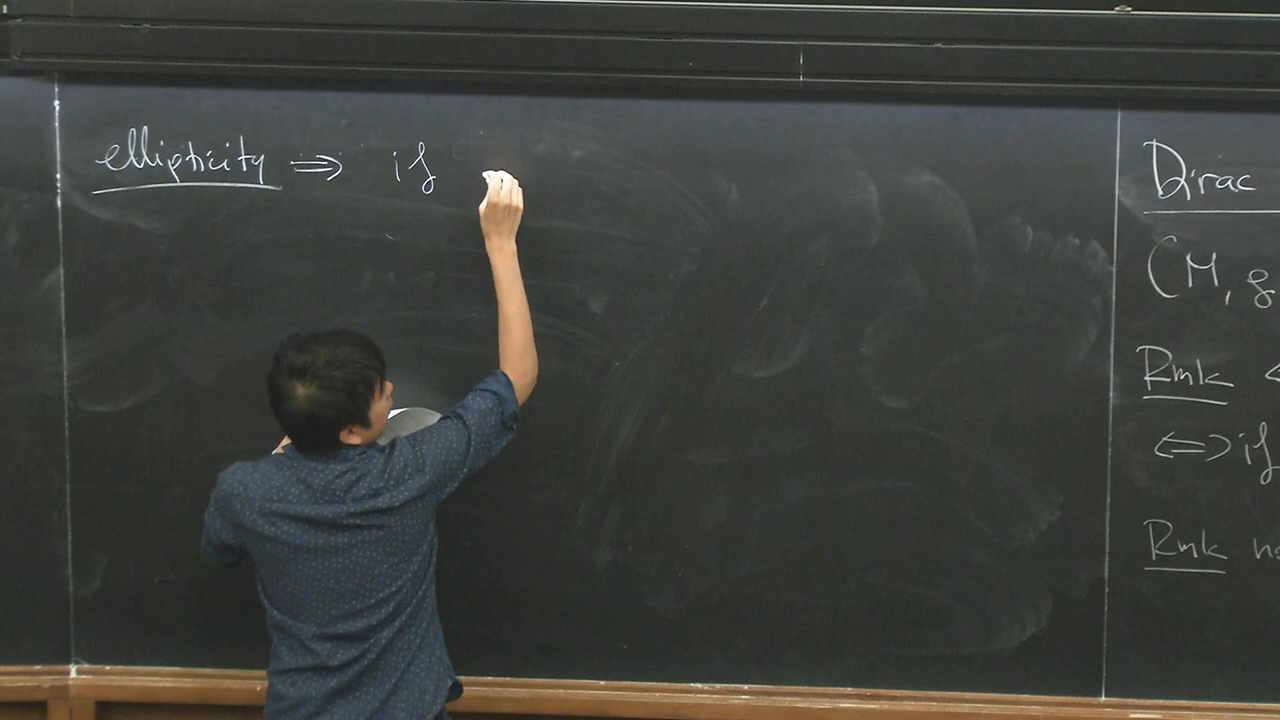 ellipticity ⇒ if
Dirac
(M, g
Rmk
⇐⇒ if
Rmk